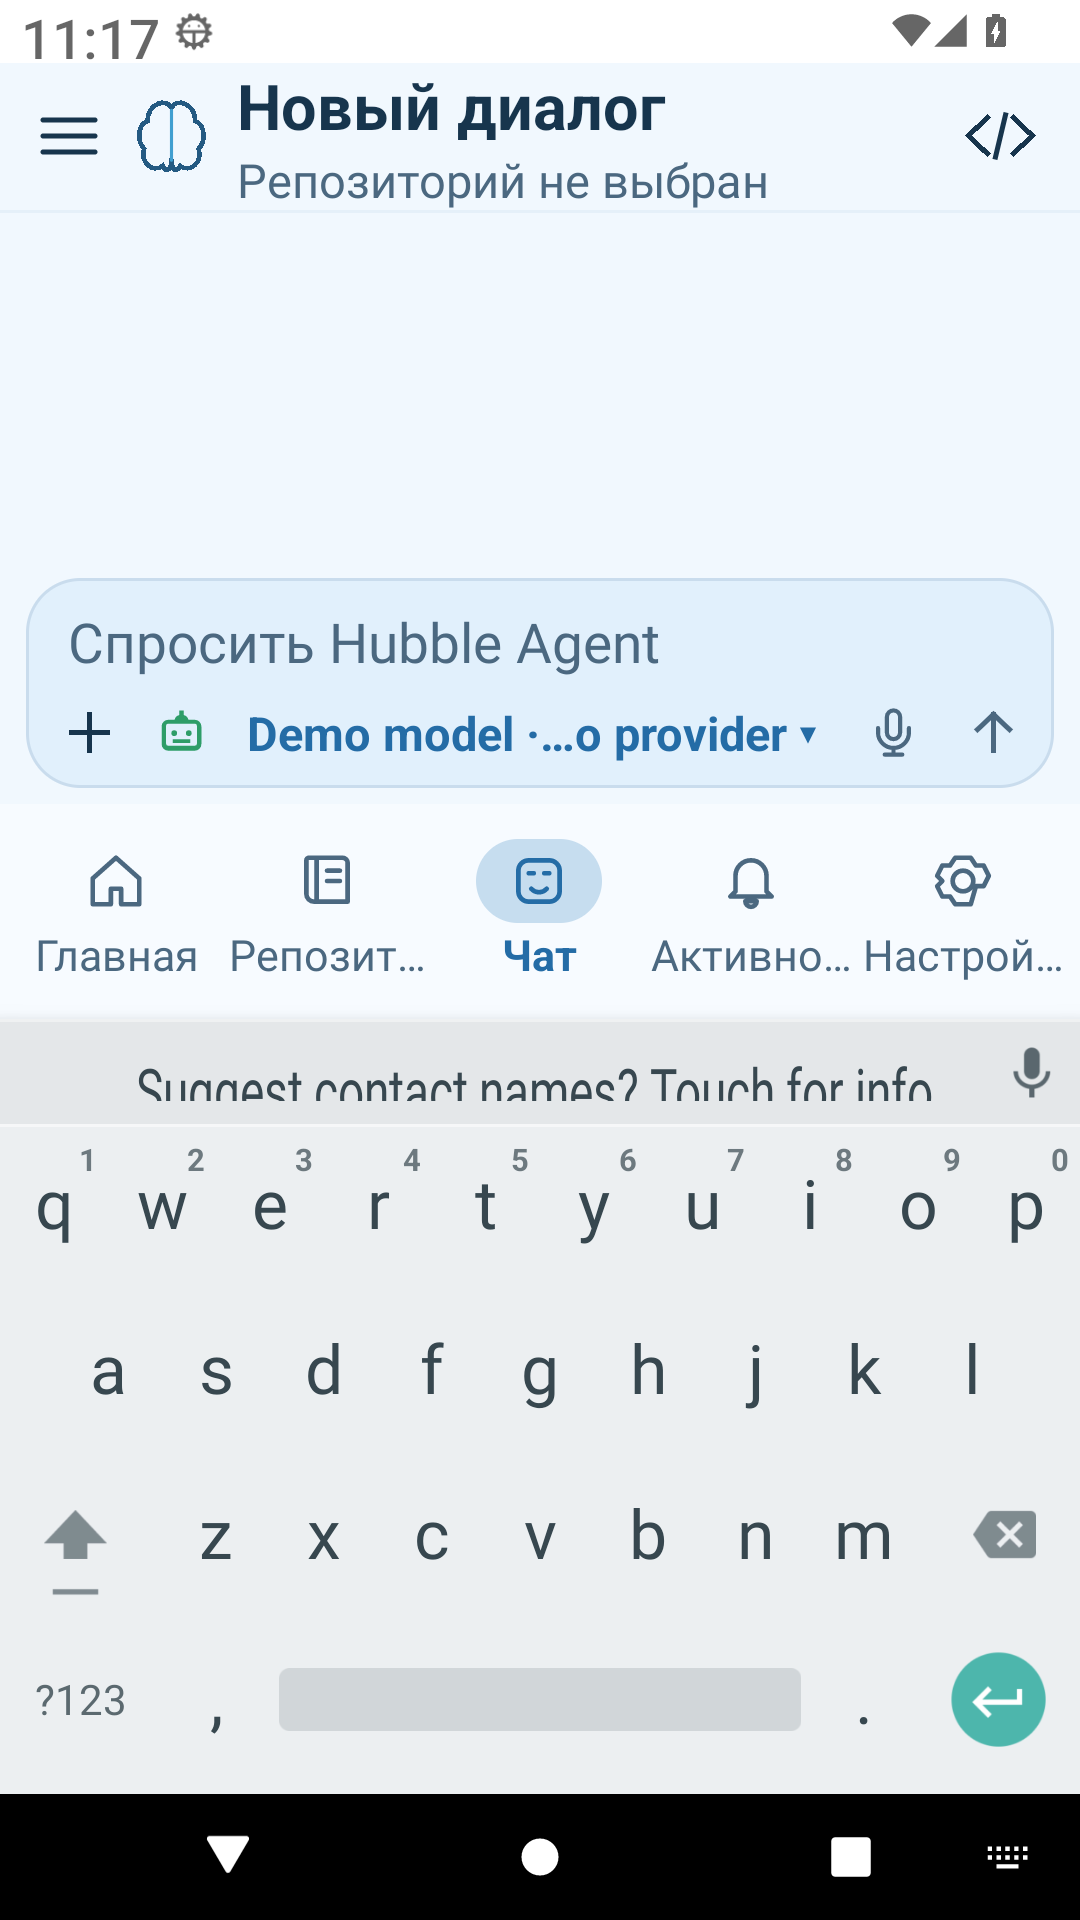 11:17
Новый диалог
Репозиторий не выбран
Спросить Hubble Agent
Demo model ·…o provider ▾
Главная Репозит… Чат Активно… Настрой…
Suggest contact names? Touch for info
1 2 3 4 5 6 7 8 9 0
q w e r t y u i o p
a s d f g h j k l
z x c v b n m
?123 , .